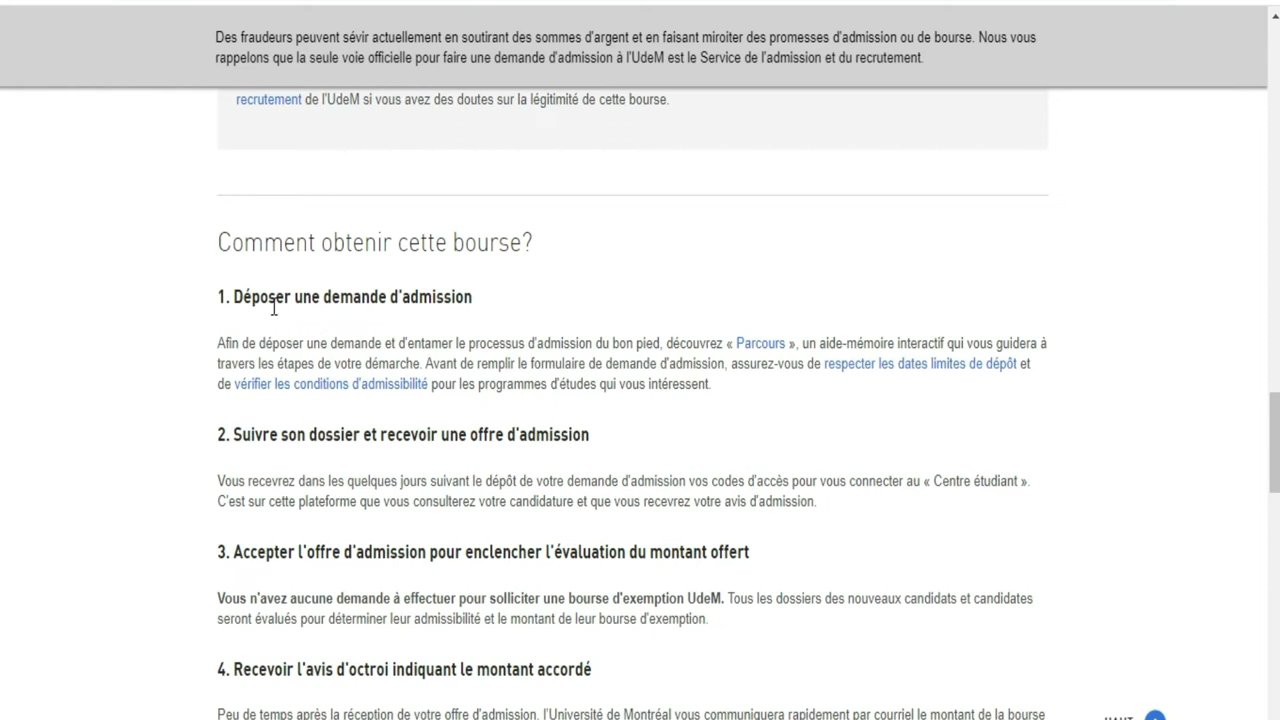 Des fraudeurs peuvent sévir actuellement en soutirant des sommes d'argent et en faisant miroiter des promesses d'admission ou de bourse. Nous vous
rappelons que la seule voie officielle pour faire une demande d'admission à l'UdeM est le Service de l'admission et du recrutement.
recrutement de l'UdeM si vous avez des doutes sur la légitimité de cette bourse.
Comment obtenir cette bourse?
1. Déposer une demande d'admission
Afin de déposer une demande et d'entamer le processus d'admission du bon pied, découvrez « Parcours », un aide-mémoire interactif qui vous guidera à
travers les étapes de votre démarche. Avant de remplir le formulaire de demande d'admission, assurez-vous de respecter les dates limites de dépôt et
de vérifier les conditions d'admissibilité pour les programmes d'études qui vous intéressent.
2. Suivre son dossier et recevoir une offre d'admission
Vous recevrez dans les quelques jours suivant le dépôt de votre demande d'admission vos codes d'accès pour vous connecter au « Centre étudiant ».
C'est sur cette plateforme que vous consulterez votre candidature et que vous recevrez votre avis d'admission.
3. Accepter l'offre d'admission pour enclencher l'évaluation du montant offert
Vous n'avez aucune demande à effectuer pour solliciter une bourse d'exemption UdeM. Tous les dossiers des nouveaux candidats et candidates
seront évalués pour déterminer leur admissibilité et le montant de leur bourse d'exemption.
4. Recevoir l'avis d'octroi indiquant le montant accordé
Peu de temps après la réception de votre offre d'admission, l'Université de Montréal vous communiquera rapidement par courriel le montant de la bourse
HAUT